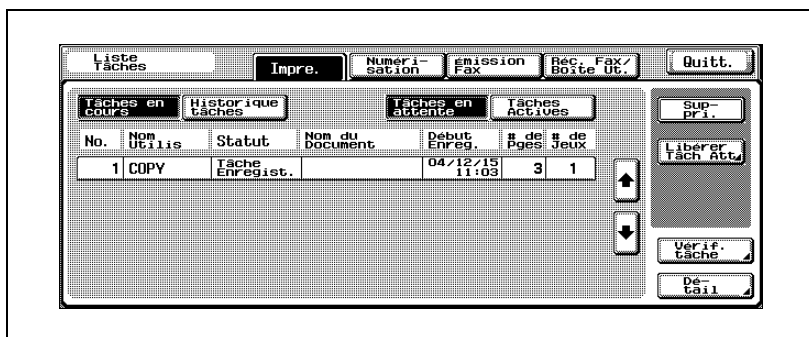 Liste
Tâches
Impre.
Numéri-
sation
Émission
Fax
Réc. Fax/
Boîte Ut.
Quitt.
Tâches en
cours
Historique
tâches
Tâches en
attente
Tâches
Actives
Sup-
pri.
No.
Nom
Utilis
Statut
Nom du
Document
Début
Enreg.
# de
Pges
# de
Jeux
Libérer
Tâch Att.
1 COPY
Tâche
Enregist.
04/12/15
11:03
3 1
Vérif.
tâche
Dé-
tail